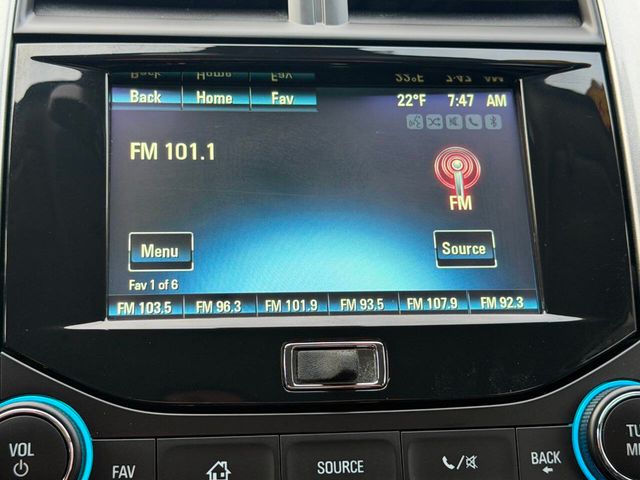 Back Home Fav 22°F 7:47 AM
FM 101.1
FM
Menu Source
Fav 1 of 6
FM 103.5 FM 96.3 FM 101.9 FM 93.5 FM 107.9 FM 92.3
VOL FAV SOURCE BACK TU
ME